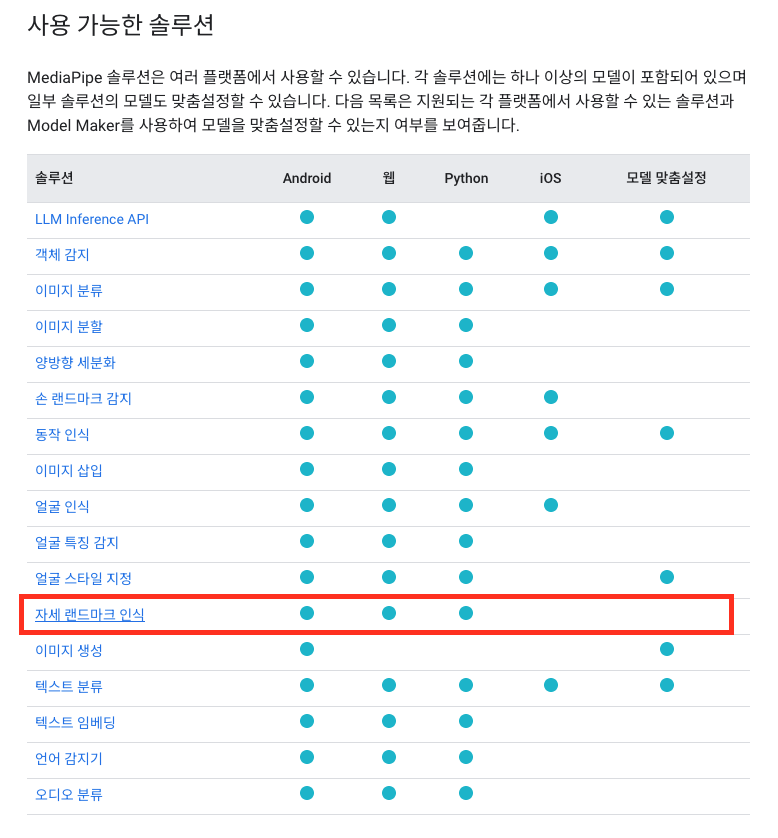 사용 가능한 솔루션
MediaPipe 솔루션은 여러 플랫폼에서 사용할 수 있습니다. 각 솔루션에는 하나 이상의 모델이 포함되어 있으며
일부 솔루션의 모델도 맞춤설정할 수 있습니다. 다음 목록은 지원되는 각 플랫폼에서 사용할 수 있는 솔루션과
Model Maker를 사용하여 모델을 맞춤설정할 수 있는지 여부를 보여줍니다.
솔루션 Android 웹 Python iOS 모델 맞춤설정
LLM Inference API
객체 감지
이미지 분류
이미지 분할
양방향 세분화
손 랜드마크 감지
동작 인식
이미지 삽입
얼굴 인식
얼굴 특징 감지
얼굴 스타일 지정
자세 랜드마크 인식
이미지 생성
텍스트 분류
텍스트 임베딩
언어 감지기
오디오 분류